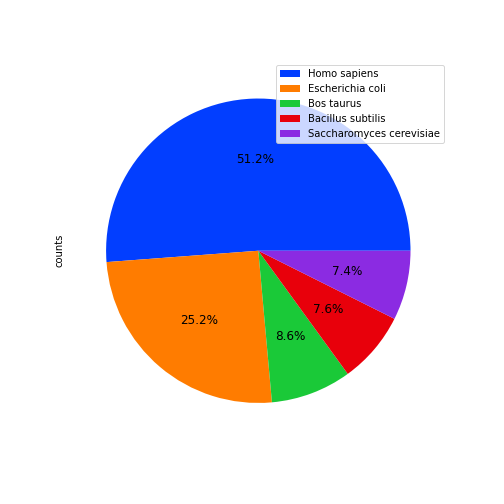 Homo sapiens
Escherichia coli
Bos taurus
Bacillus subtilis
Saccharomyces cerevisiae
51.2%
counts
7.4%
7.6%
25.2%
8.6%